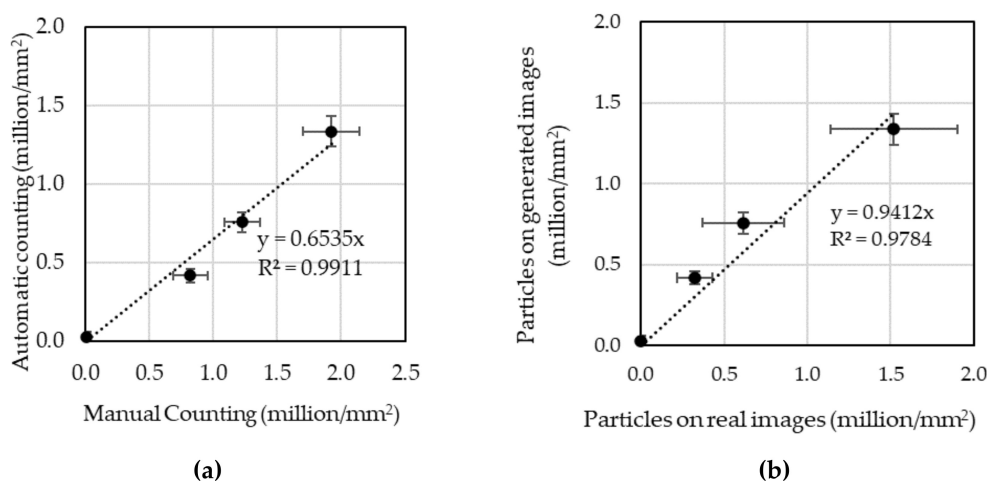 Automatic counting (million/mm²)
2.0
1.5
1.0
0.5
0.0
y = 0.6535x
R² = 0.9911
0.0 0.5 1.0 1.5 2.0 2.5
Manual Counting (million/mm²)
(a)
Particles on generated images
(million/mm²)
2.0
1.5
1.0
0.5
0.0
y = 0.9412x
R² = 0.9784
0.0 0.5 1.0 1.5 2.0
Particles on real images (million/mm²)
(b)